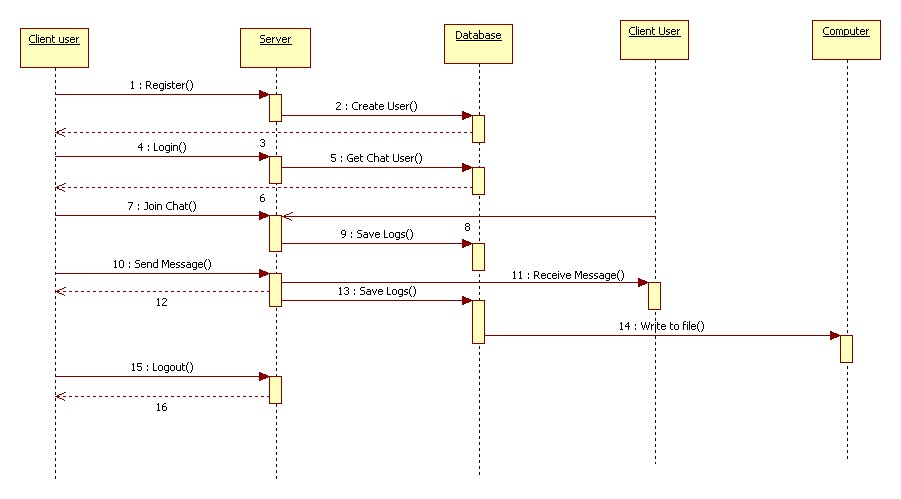 Client user
Server
Database
Client User
Computer
1 : Register()
2 : Create User()
3
4 : Login()
5 : Get Chat User()
6
7 : Join Chat()
8
9 : Save Logs()
10 : Send Message()
11 : Receive Message()
12
13 : Save Logs()
14 : Write to file()
15 : Logout()
16